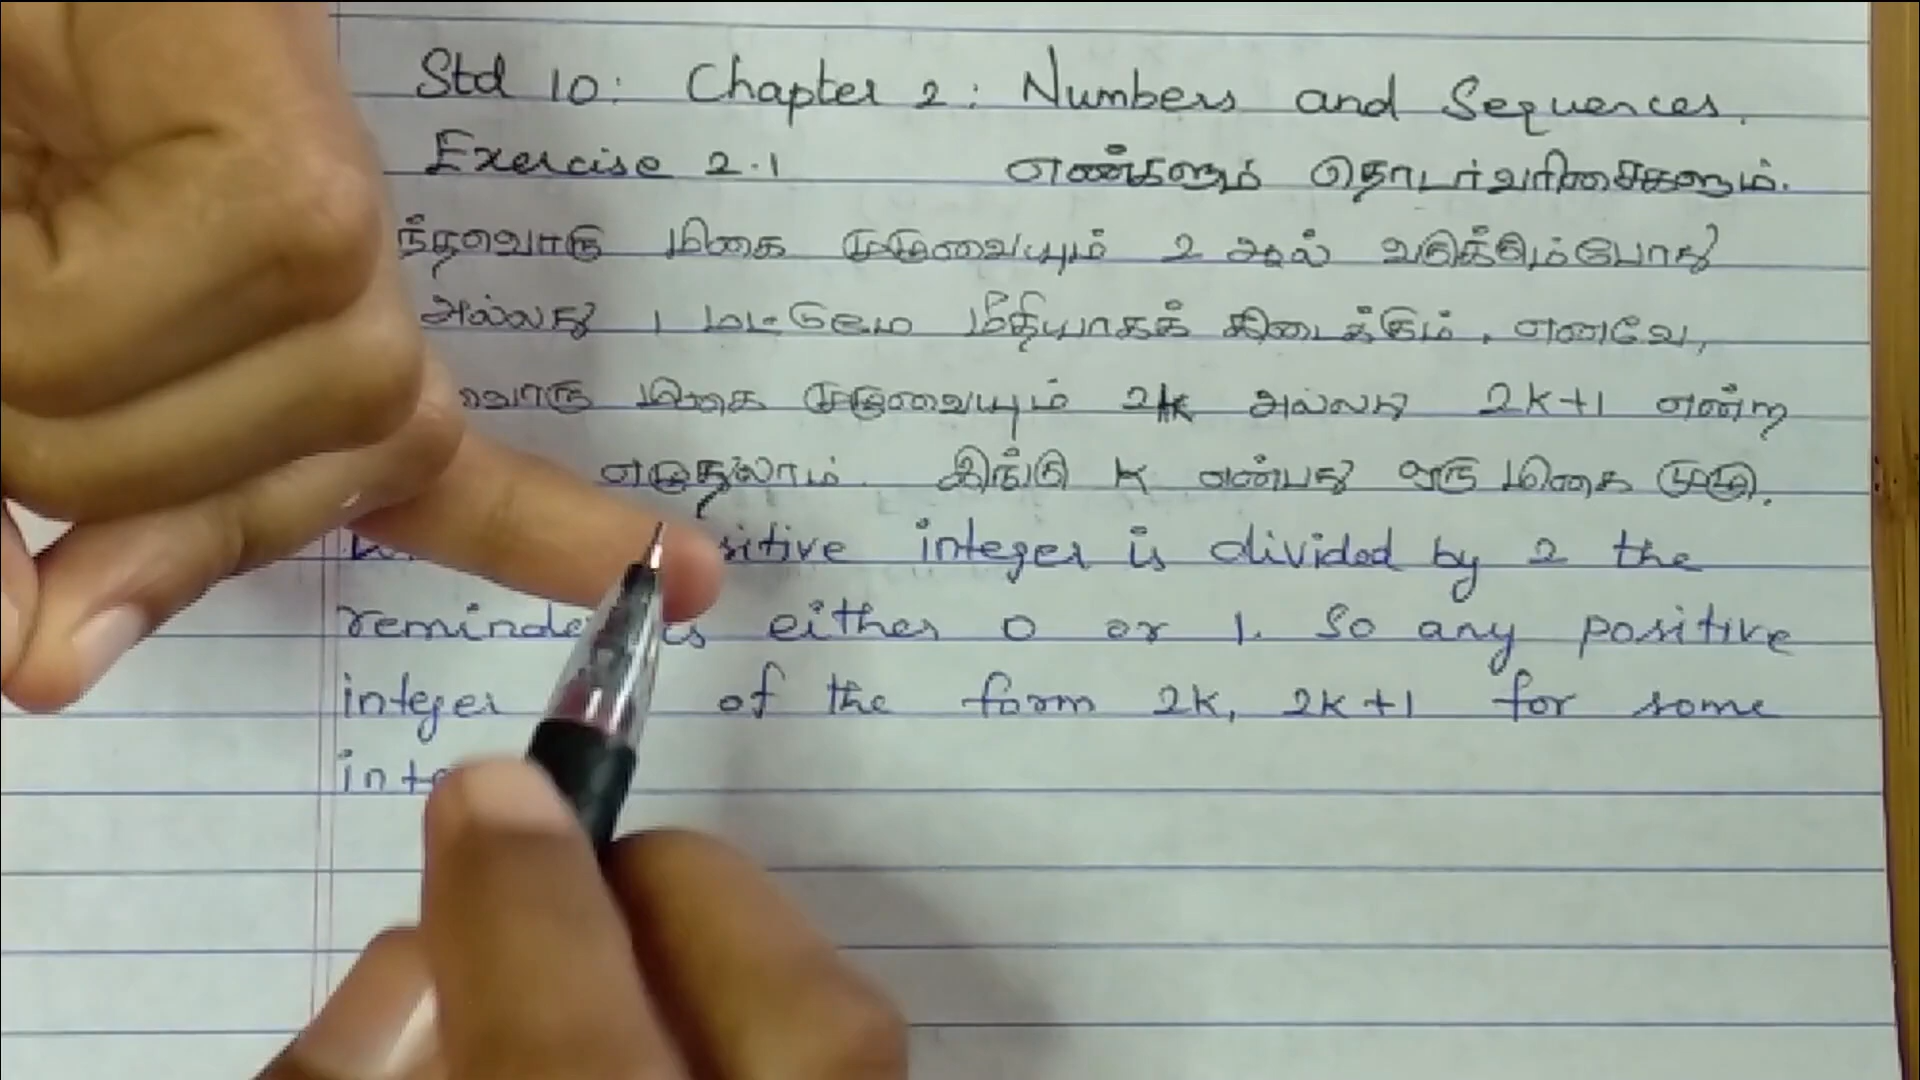 Std 10: Chapter 2: Numbers and Sequences.
Exercise 2.1 எண்களும் தொடர்வரிசைகளும்.
மிகை முழுவையும் 2 ஆல் வகுக்கும்போது
அல்லது 1 மட்டுமே மீதியாகக் கிடைக்கும். எனவே,
மிகை முழுவையும் 2k அல்லது 2k+1 என்ற
எழுதலாம். இங்கு K என்பது ஒரு மிகை முழு.
integer is divided by 2 the
is either 0 or 1. So any positive
integer of the form 2k, 2k+1 for some